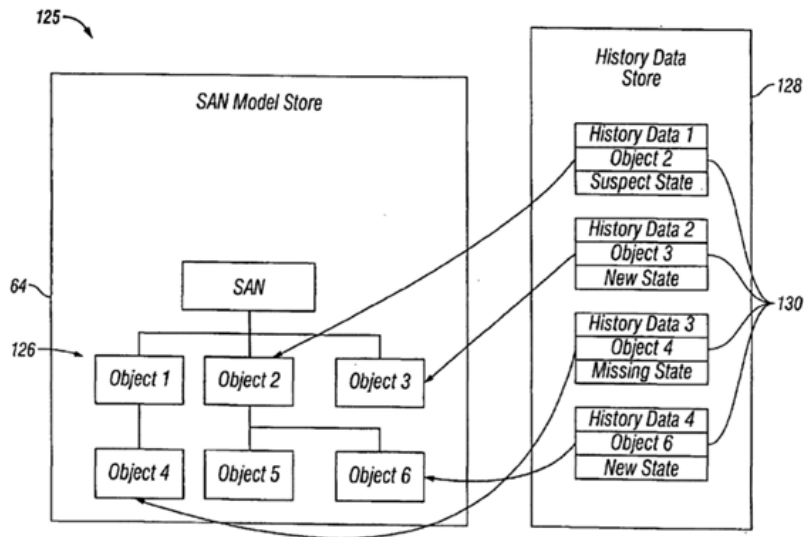 125
SAN Model Store
64
SAN
126
Object 1
Object 2
Object 3
Object 4
Object 5
Object 6
History Data
Store
128
History Data 1
Object 2
Suspect State
History Data 2
Object 3
New State
130
History Data 3
Object 4
Missing State
History Data 4
Object 6
New State